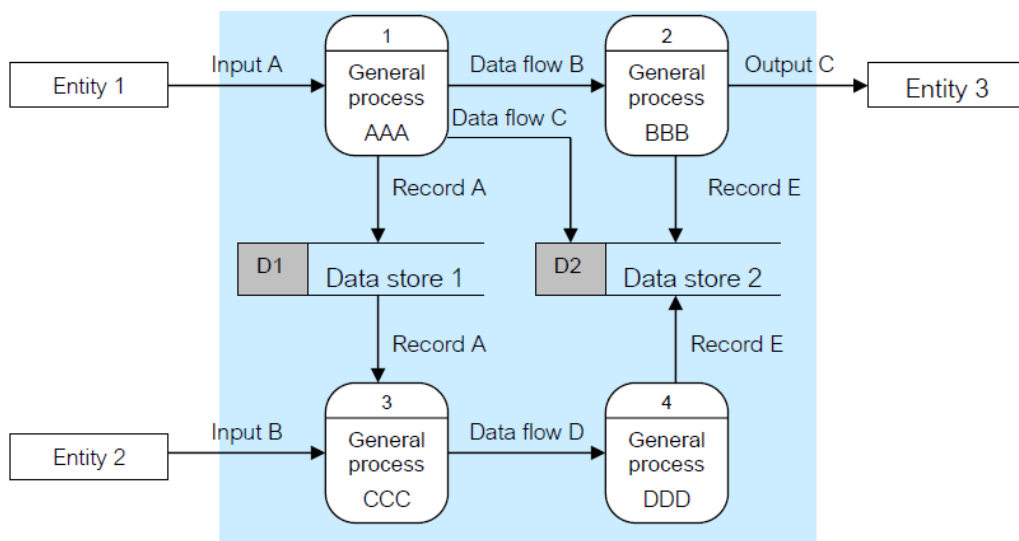 1
2
Entity 1
Input A
General
process
AAA
Data flow B
General
process
BBB
Output C
Entity 3
Data flow C
Record A
Record E
D1
Data store 1
D2
Data store 2
Record A
Record E
3
4
Entity 2
Input B
General
process
CCC
Data flow D
General
process
DDD